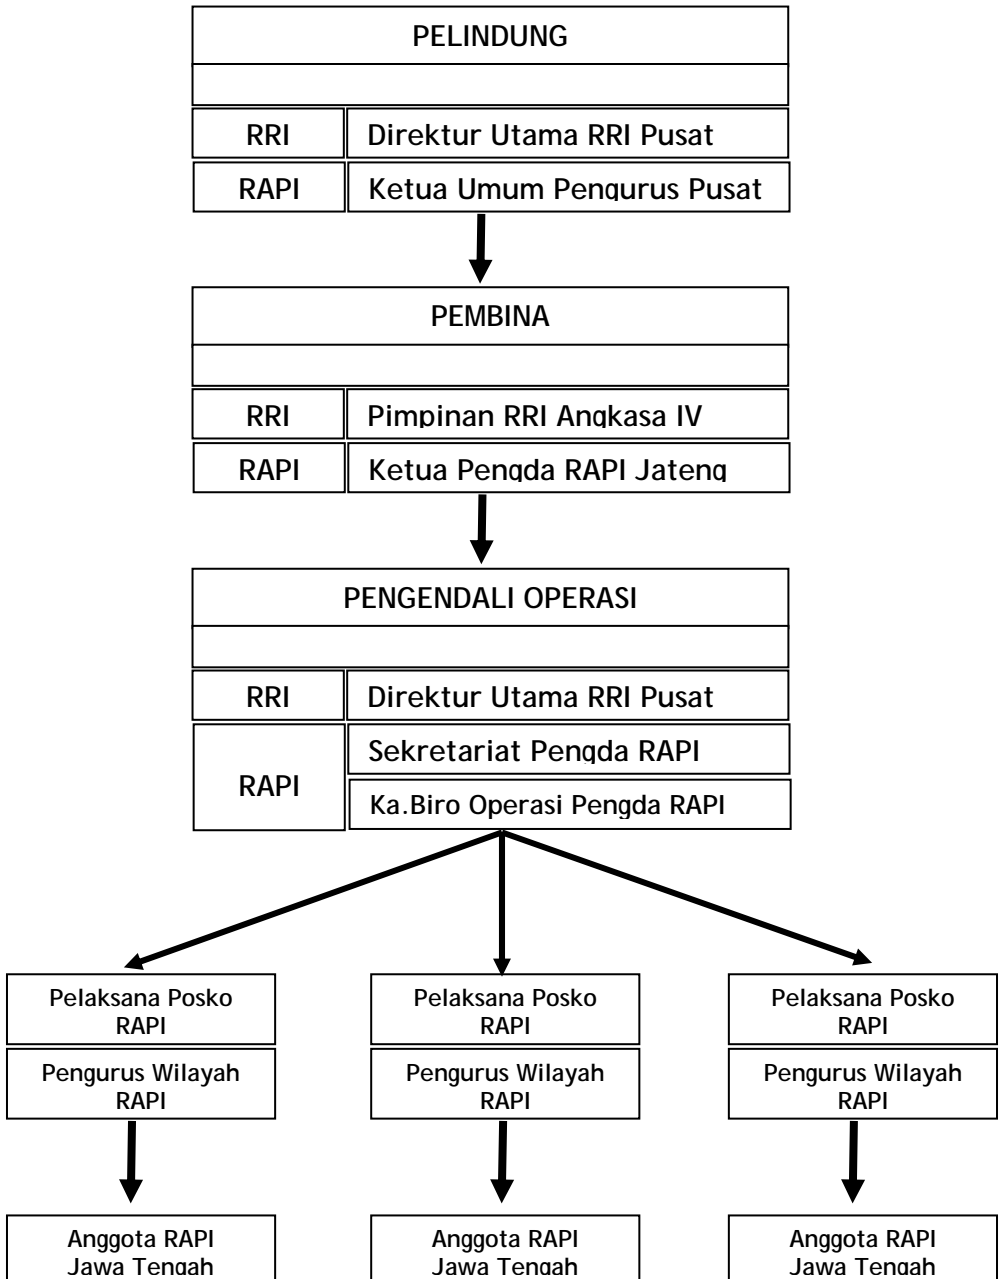 PELINDUNG
RRI Direktur Utama RRI Pusat
RAPI Ketua Umum Pengurus Pusat
PEMBINA
RRI Pimpinan RRI Angkasa IV
RAPI Ketua Pengda RAPI Jateng
PENGENDALI OPERASI
RRI Direktur Utama RRI Pusat
RAPI
Sekretariat Pengda RAPI
Ka.Biro Operasi Pengda RAPI
Pelaksana Posko
RAPI
Pengurus Wilayah
RAPI
Anggota RAPI
Jawa Tengah
Pelaksana Posko
RAPI
Pengurus Wilayah
RAPI
Anggota RAPI
Jawa Tengah
Pelaksana Posko
RAPI
Pengurus Wilayah
RAPI
Anggota RAPI
Jawa Tengah